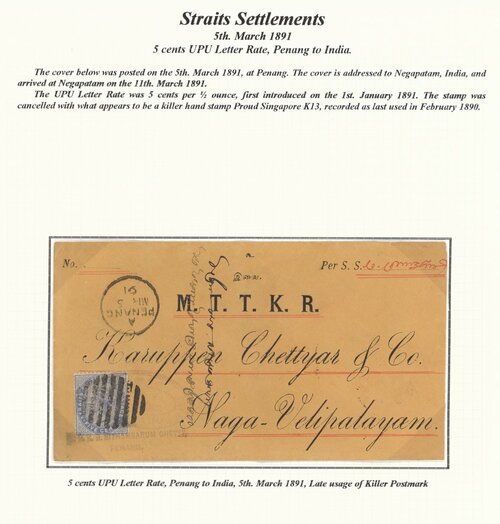 Straits Settlements
5th. March 1891
5 cents UPU Letter Rate, Penang to India.
The cover below was posted on the 5th. March 1891, at Penang. The cover is addressed to Negapatam, India, and
arrived at Negapatam on the 11th. March 1891.
The UPU Letter Rate was 5 cents per ½ ounce, first introduced on the 1st. January 1891. The stamp was
cancelled with what appears to be a killer hand stamp Proud Singapore K13, recorded as last used in February 1890.
No.
Per S. S.
PENANG
A
MR 5
91
M. T. T. K. R.
Karuppen Chettyar & Co.
Naga-Velipalayam.
PENANG.
5 cents UPU Letter Rate, Penang to India, 5th. March 1891, Late usage of Killer Postmark